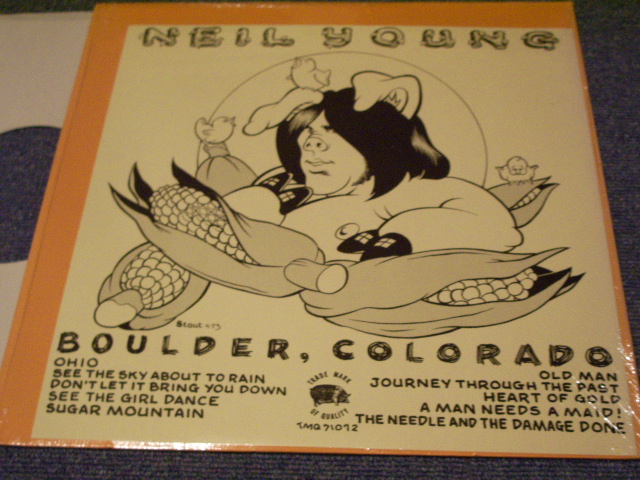 NEIL YOUNG
Stout '73
BOULDER, COLORADO
OHIO
SEE THE SKY ABOUT TO RAIN
DON'T LET IT BRING YOU DOWN
SEE THE GIRL DANCE
SUGAR MOUNTAIN
TRADE MARK
OF QUALITY
TMQ 71072
OLD MAN
JOURNEY THROUGH THE PAST
HEART OF GOLD
A MAN NEEDS A MAID!
THE NEEDLE AND THE DAMAGE DONE